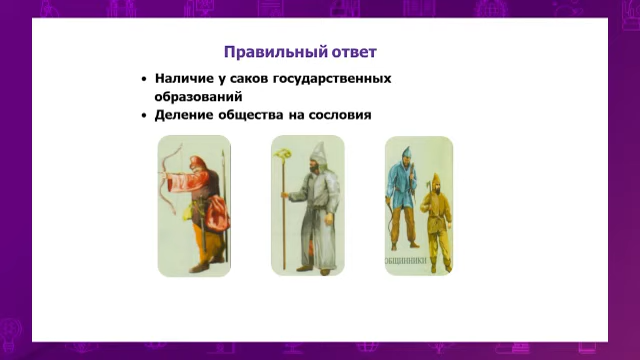 Правильный ответ
• Наличие у саков государственных
образований
• Деление общества на сословия
ОБЩИННИКИ